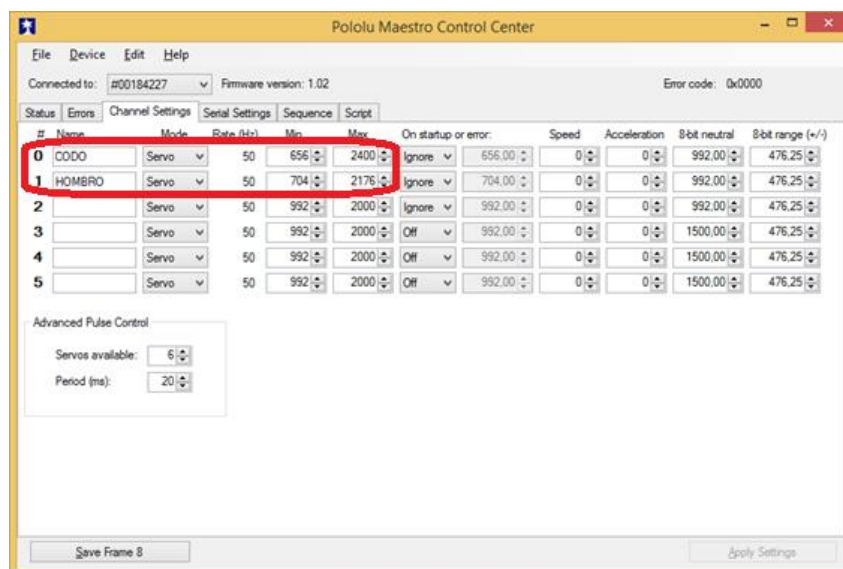 Pololu Maestro Control Center
File Device Edit Help
Connected to: #00184227 Firmware version: 1.02 Error code: 0x0000
Status Errors Channel Settings Serial Settings Sequence Script
# Name Mode Rate (Hz) Min Max On startup or error: Speed Acceleration 8-bit neutral 8-bit range (+/-)
0 CODO Servo 50 656 2400 Ignore 656,00 0 0 992,00 476,25
1 HOMBRO Servo 50 704 2176 Ignore 704,00 0 0 992,00 476,25
2 Servo 50 992 2000 Ignore 992,00 0 0 992,00 476,25
3 Servo 50 992 2000 Off 992,00 0 0 1500,00 476,25
4 Servo 50 992 2000 Off 992,00 0 0 1500,00 476,25
5 Servo 50 992 2000 Off 992,00 0 0 1500,00 476,25
Advanced Pulse Control
Servos available: 6
Period (ms): 20
Save Frame 8 Apply Settings